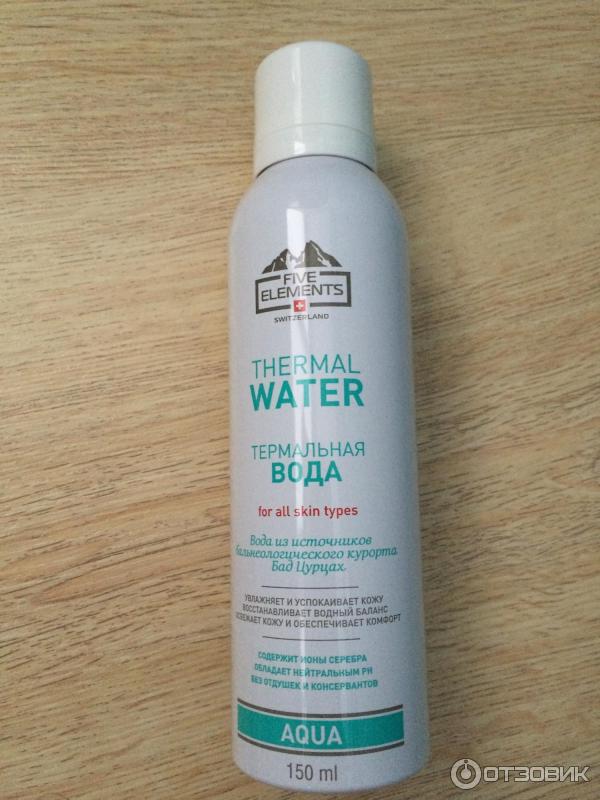 FIVE
ELEMENTS
SWITZERLAND
THERMAL
WATER
ТЕРМАЛЬНАЯ
ВОДА
for all skin types
Вода из источников
бальнеологического курорта
Бад Цурцах.
УВЛАЖНЯЕТ И УСПОКАИВАЕТ КОЖУ
ВОССТАНАВЛИВАЕТ ВОДНЫЙ БАЛАНС
ОСВЕЖАЕТ КОЖУ И ОБЕСПЕЧИВАЕТ КОМФОРТ
СОДЕРЖИТ ИОНЫ СЕРЕБРА
ОБЛАДАЕТ НЕЙТРАЛЬНЫМ PH
БЕЗ ОТДУШЕК И КОНСЕРВАНТОВ
AQUA
150 ml
ОТЗОВИК